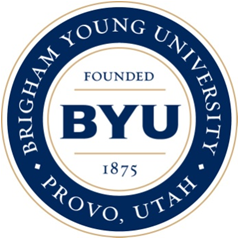 BRIGHAM YOUNG UNIVERSITY
FOUNDED
BYU
1875
PROVO, UTAH